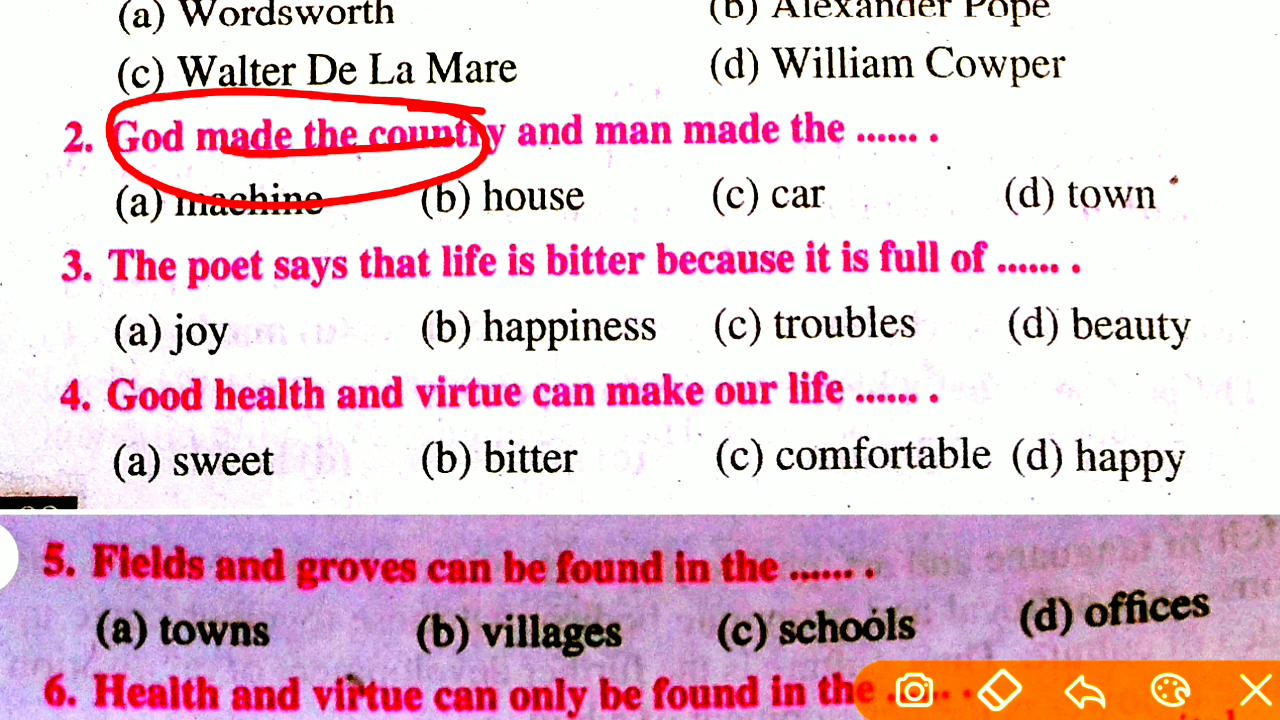 (a) Wordsworth (b) Alexander Pope
(c) Walter De La Mare (d) William Cowper
2. God made the country and man made the ...... .
(a) machine (b) house (c) car (d) town
3. The poet says that life is bitter because it is full of ...... .
(a) joy (b) happiness (c) troubles (d) beauty
4. Good health and virtue can make our life ...... .
(a) sweet (b) bitter (c) comfortable (d) happy
5. Fields and groves can be found in the ...... .
(a) towns (b) villages (c) schools (d) offices
6. Health and virtue can only be found in the